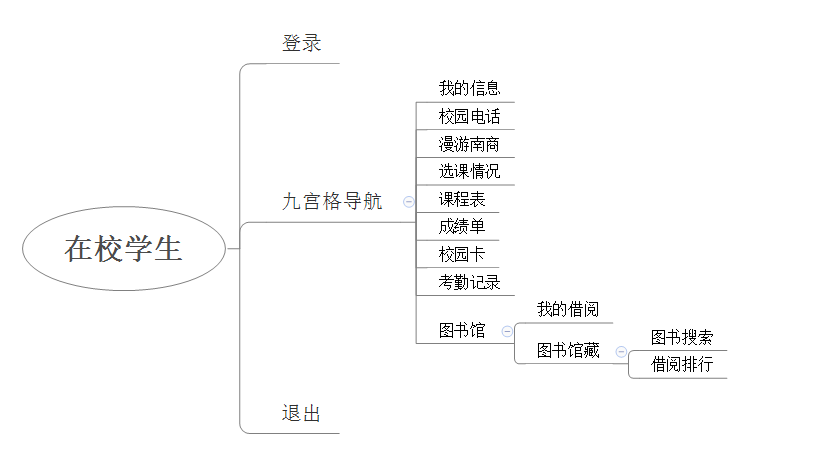 在校学生
登录
九宫格导航
我的信息
校园电话
漫游南商
选课情况
课程表
成绩单
校园卡
考勤记录
图书馆
我的借阅
图书馆藏
图书搜索
借阅排行
退出